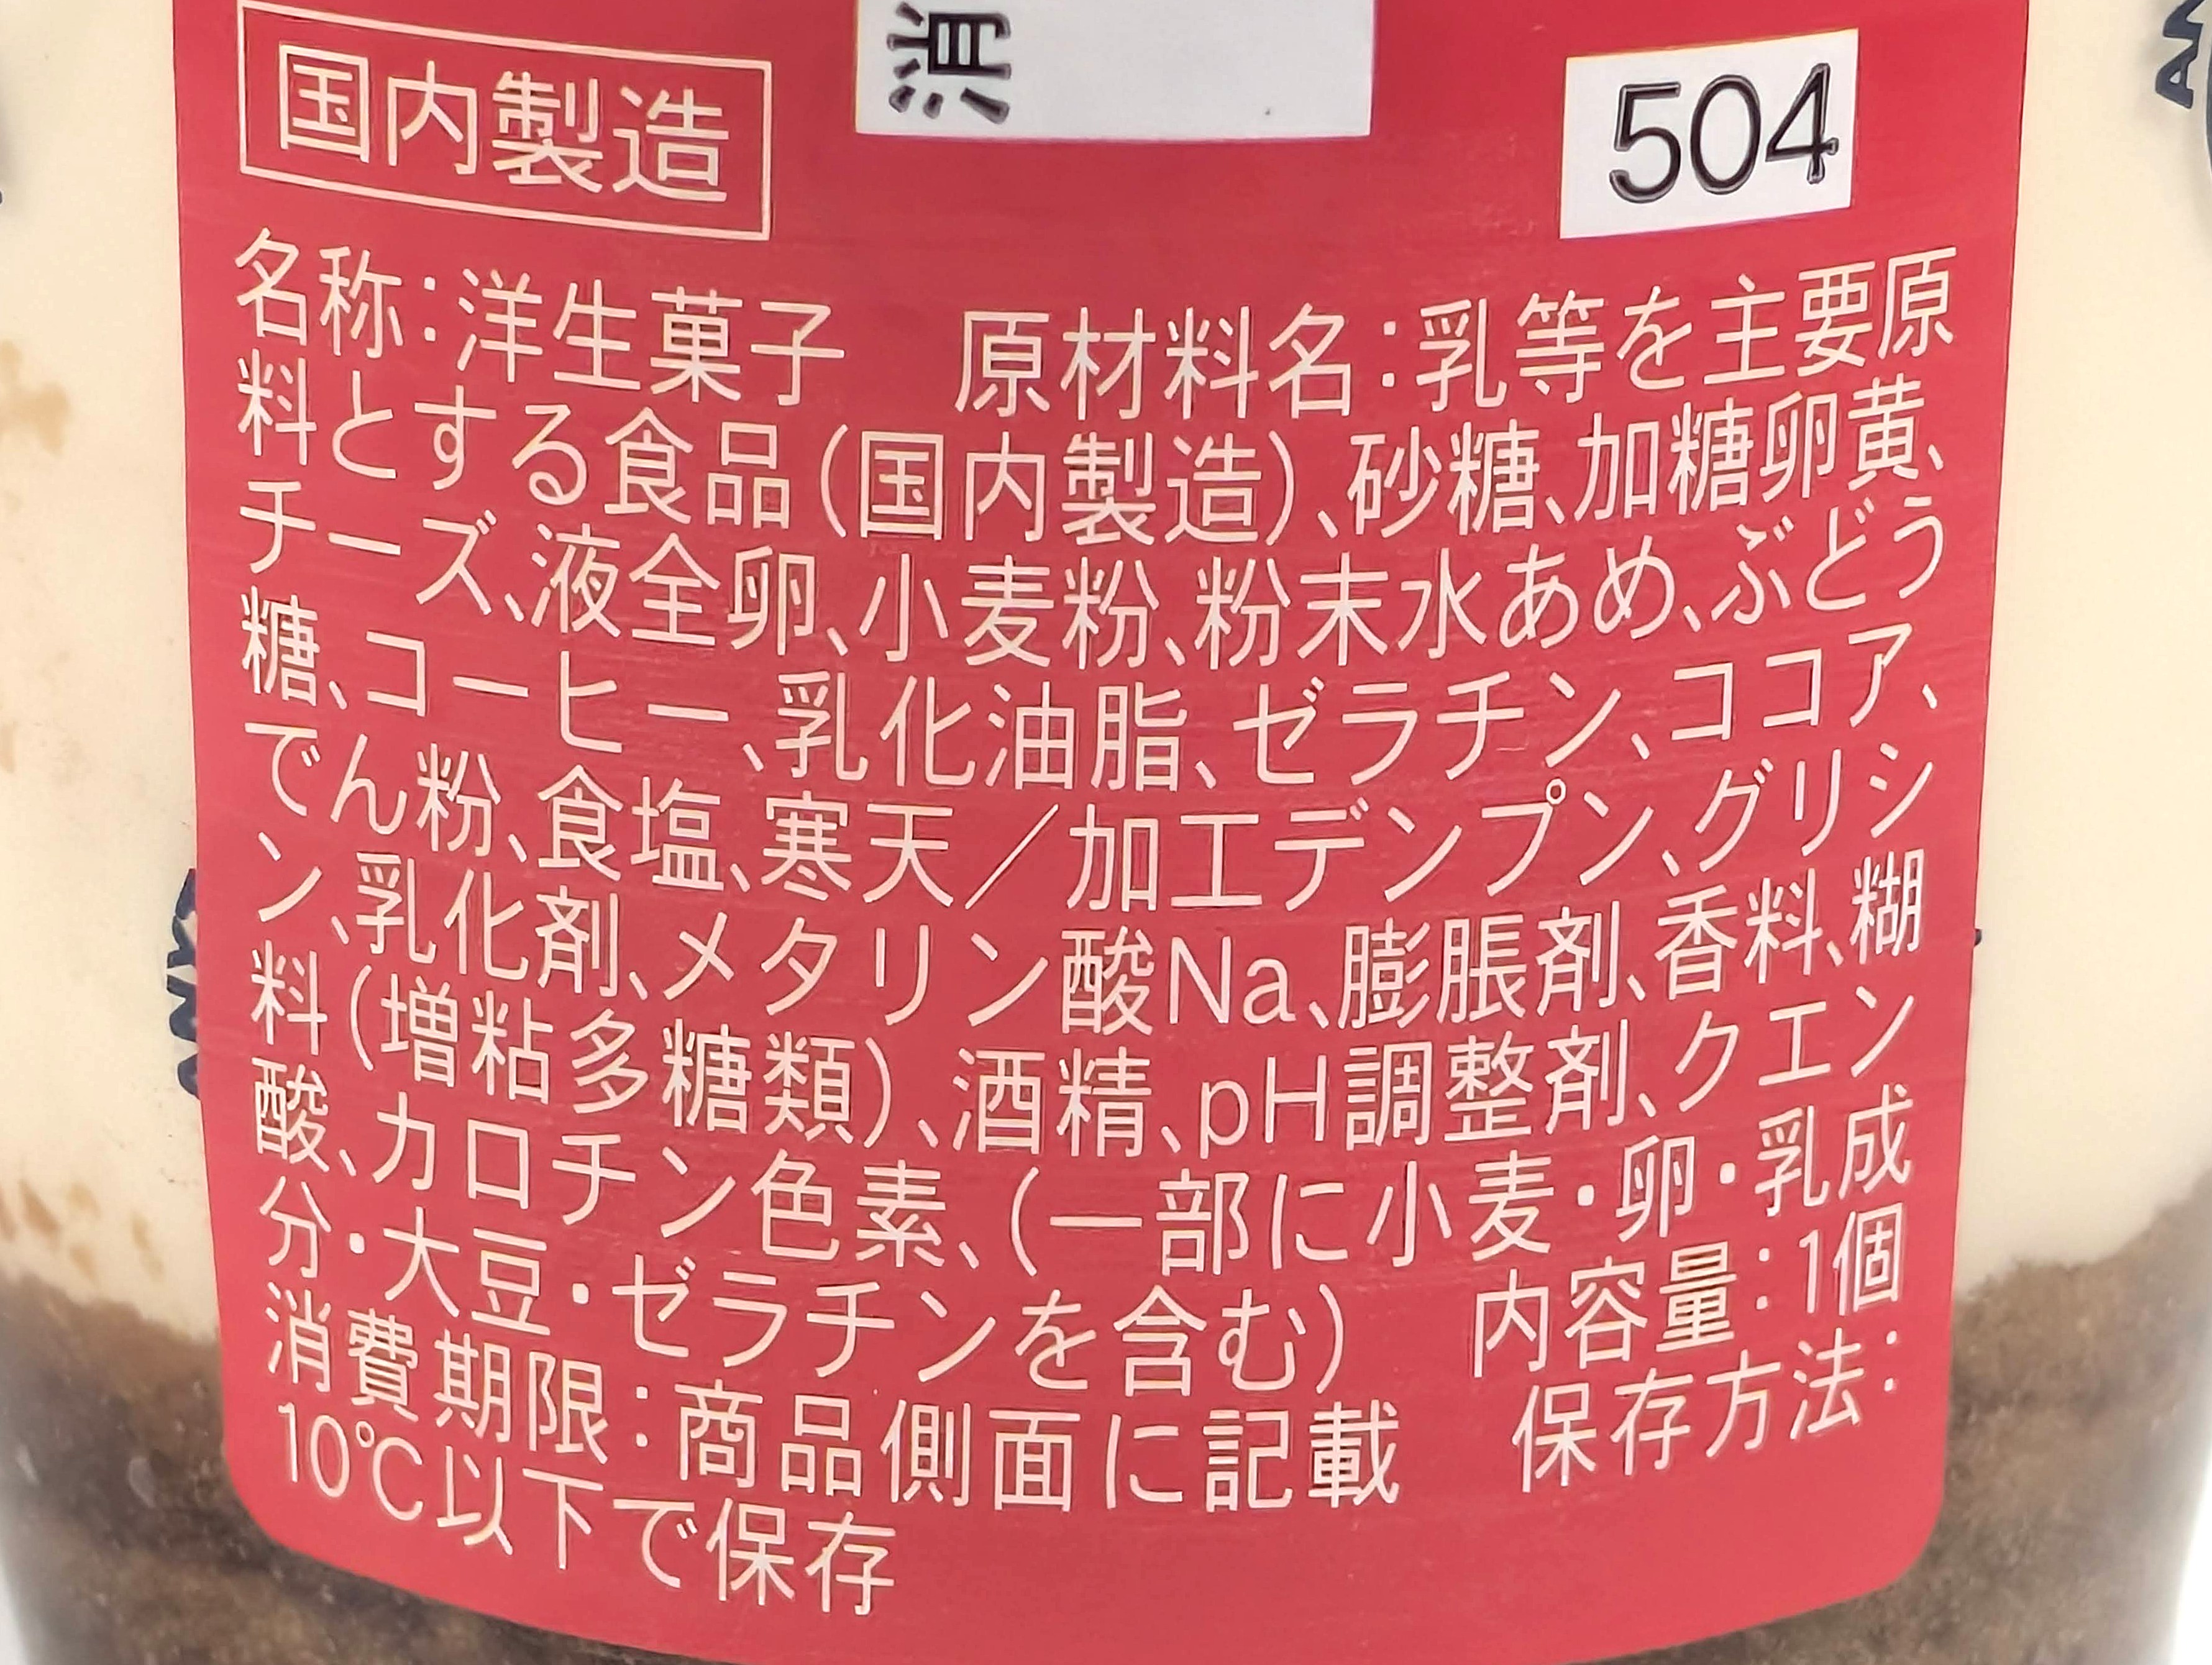 消
国内製造
504
名称：洋生菓子　原材料名：乳等を主要原
料とする食品（国内製造）、砂糖、加糖卵黄、
チーズ、液全卵、小麦粉、粉末水あめ、ぶどう
糖、コーヒー、乳化油脂、ゼラチン、ココア、
でん粉、食塩、寒天／加工デンプン、グリシ
ン、乳化剤、メタリン酸Na、膨脹剤、香料、糊
料（増粘多糖類）、酒精、pH調整剤、クエン
酸、カロチン色素、（一部に小麦・卵・乳成
分・大豆・ゼラチンを含む）　内容量：1個
消費期限：商品側面に記載　保存方法：
10℃以下で保存